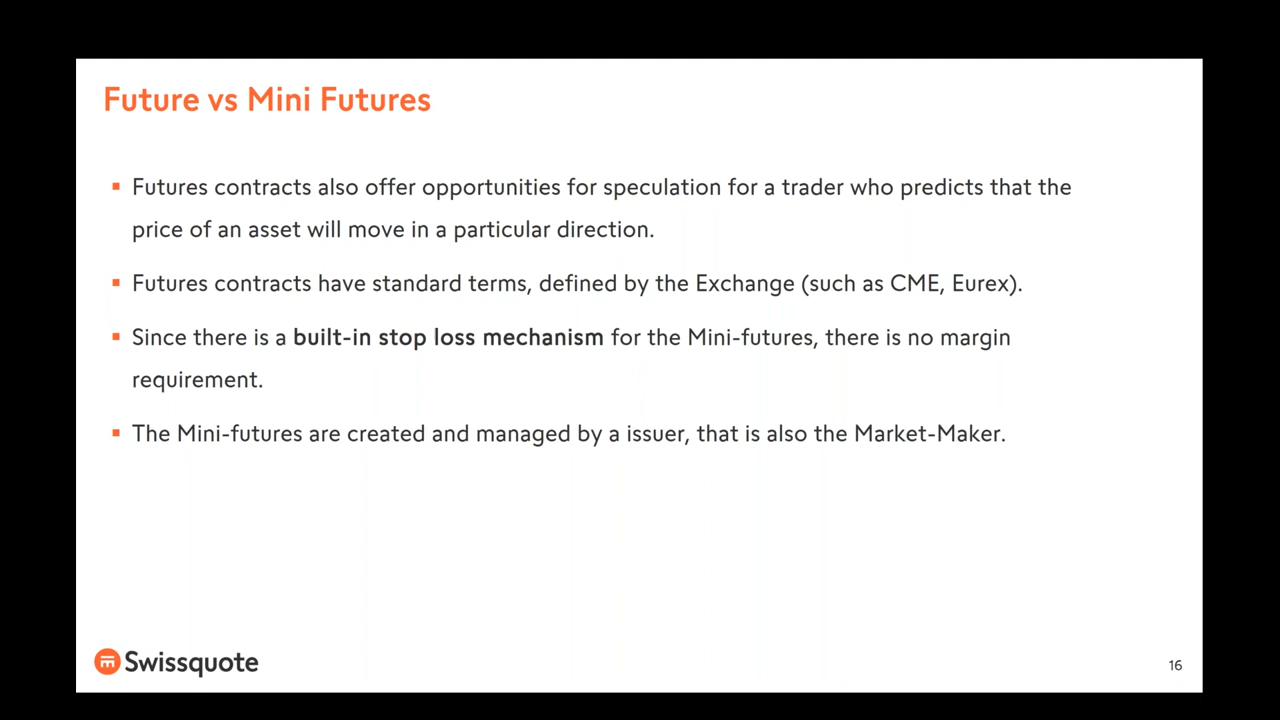 Future vs Mini Futures
▪ Futures contracts also offer opportunities for speculation for a trader who predicts that the
price of an asset will move in a particular direction.
▪ Futures contracts have standard terms, defined by the Exchange (such as CME, Eurex).
▪ Since there is a built-in stop loss mechanism for the Mini-futures, there is no margin
requirement.
▪ The Mini-futures are created and managed by a issuer, that is also the Market-Maker.
Swissquote
16